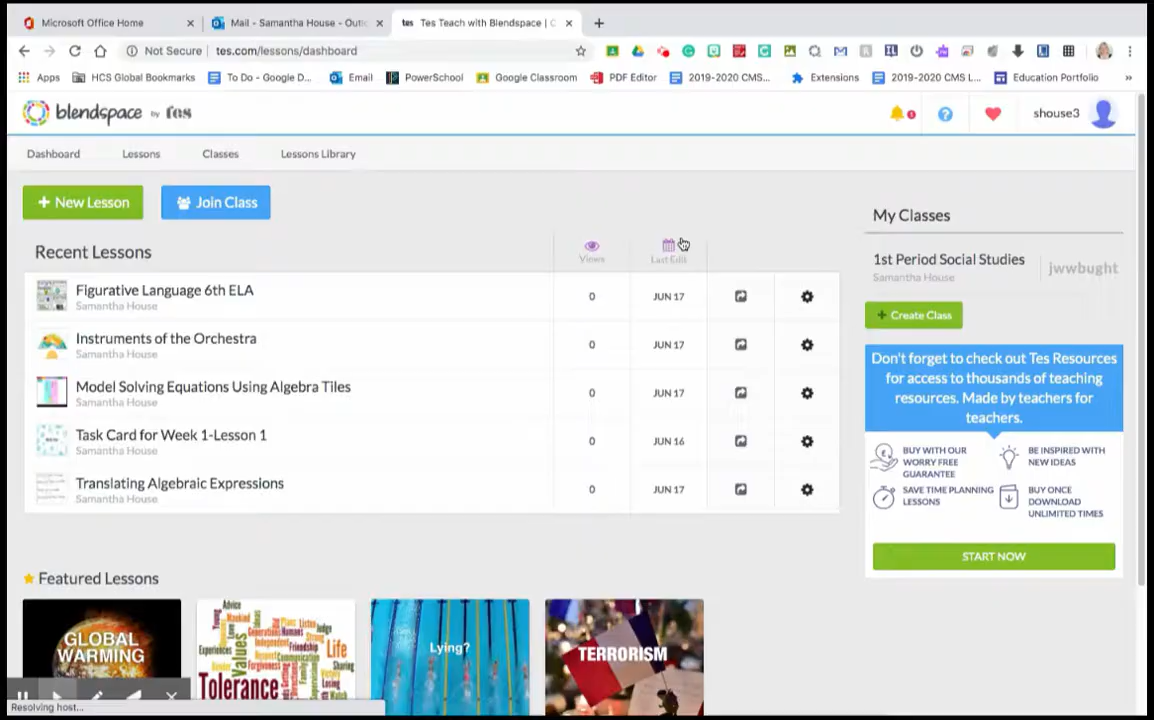 Microsoft Office Home
Mail - Samantha House - Outlo
tes Tes Teach with Blendspace | C
Not Secure | tes.com/lessons/dashboard
Apps
HCS Global Bookmarks
To Do - Google D...
Email
PowerSchool
Google Classroom
PDF Editor
2019-2020 CMS...
Extensions
2019-2020 CMS L...
Education Portfolio
»
blendspace by tes
1
?
shouse3
Dashboard
Lessons
Classes
Lessons Library
+ New Lesson
Join Class
Recent Lessons
Views
Last Edit
Figurative Language 6th ELA
Samantha House
0
JUN 17
Instruments of the Orchestra
Samantha House
0
JUN 17
Model Solving Equations Using Algebra Tiles
Samantha House
0
JUN 17
Task Card for Week 1-Lesson 1
Samantha House
0
JUN 16
Translating Algebraic Expressions
Samantha House
0
JUN 17
My Classes
1st Period Social Studies
Samantha House
jwwbught
+ Create Class
Don't forget to check out Tes Resources
for access to thousands of teaching
resources. Made by teachers for
teachers.
BUY WITH OUR
WORRY FREE
GUARANTEE
BE INSPIRED WITH
NEW IDEAS
SAVE TIME PLANNING
LESSONS
BUY ONCE
DOWNLOAD
UNLIMITED TIMES
START NOW
Featured Lessons
GLOBAL
WARMING
Advice
Life
Values
Experiences
Friendship
Forgiveness
Tolerance
Lying?
TERRORISM
Resolving host...